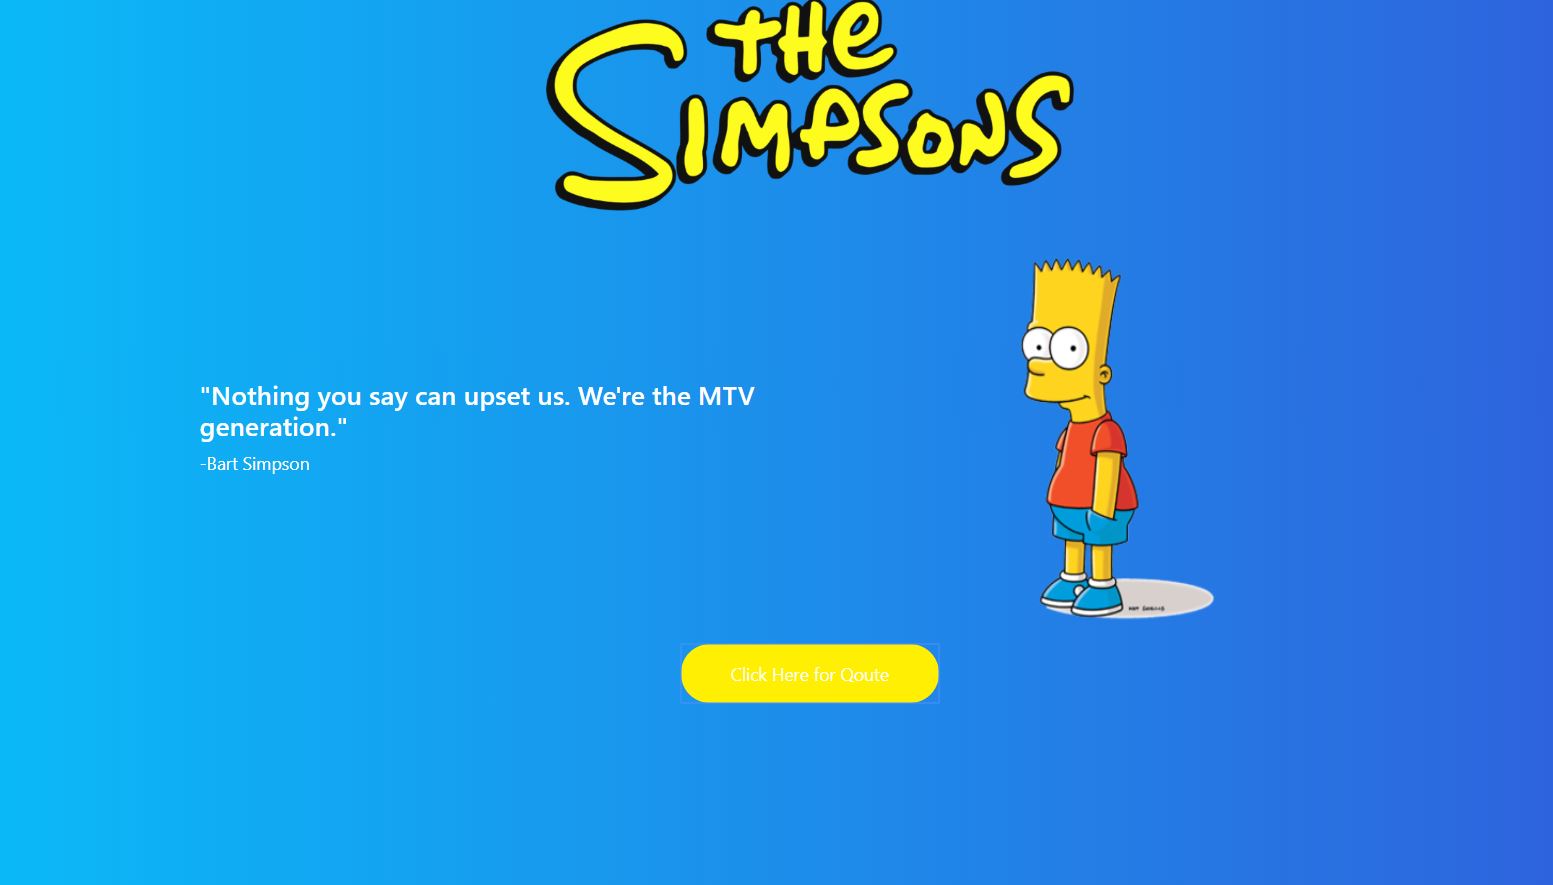 THE
SIMPSONS
"Nothing you say can upset us. We're the MTV
generation."
-Bart Simpson
Click Here for Qoute